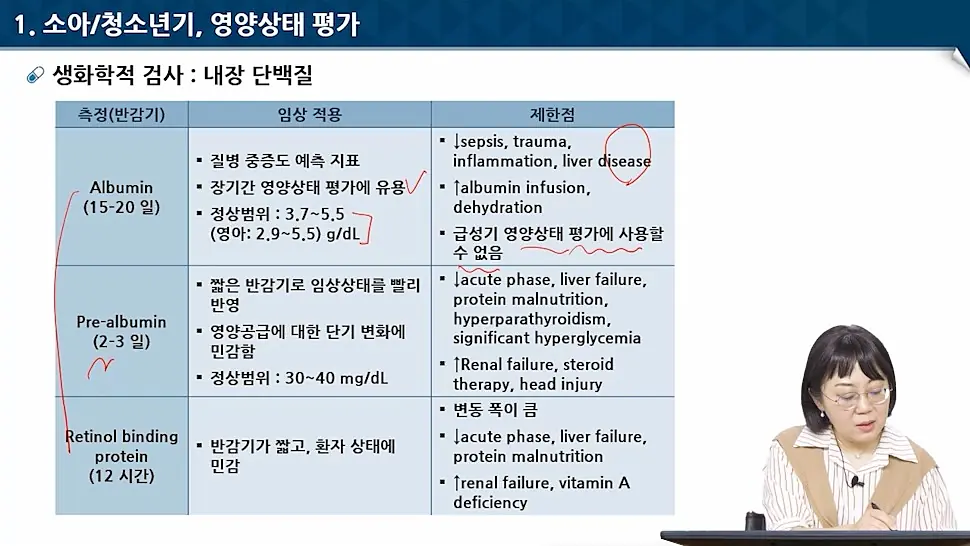 1. 소아/청소년기, 영양상태 평가
생화학적 검사 : 내장 단백질
측정(반감기)
임상 적용
제한점
Albumin
(15-20 일)
▪ 질병 중증도 예측 지표
▪ 장기간 영양상태 평가에 유용
▪ 정상범위 : 3.7~5.5
(영아: 2.9~5.5) g/dL
▪ ↓sepsis, trauma,
inflammation, liver disease
▪ ↑albumin infusion,
dehydration
▪ 급성기 영양상태 평가에 사용할
수 없음
Pre-albumin
(2-3 일)
▪ 짧은 반감기로 임상상태를 빨리
반영
▪ 영양공급에 대한 단기 변화에
민감함
▪ 정상범위 : 30~40 mg/dL
▪ ↓acute phase, liver failure,
protein malnutrition,
hyperparathyroidism,
significant hyperglycemia
▪ ↑Renal failure, steroid
therapy, head injury
Retinol binding
protein
(12 시간)
▪ 반감기가 짧고, 환자 상태에
민감
▪ 변동 폭이 큼
▪ ↓acute phase, liver failure,
protein malnutrition
▪ ↑renal failure, vitamin A
deficiency